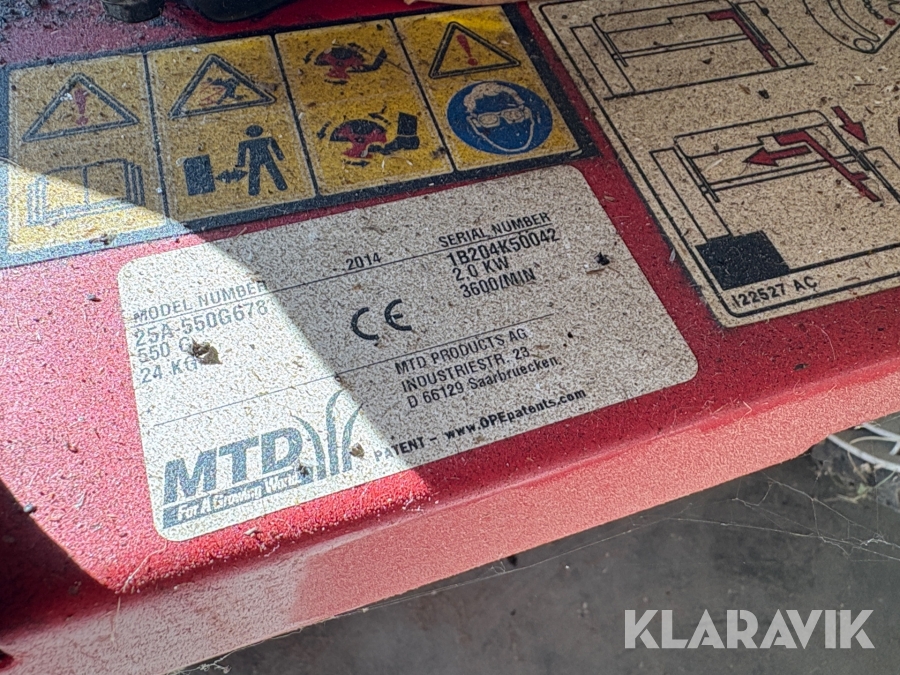 MODEL NUMBER
25A-550G678
550 C
24 KG
2014
SERIAL NUMBER
1B204K50042
2.0 KW
3600/MIN
CE
MTD PRODUCTS AG
INDUSTRIESTR. 23
D 66129 Saarbruecken
PATENT - www.OPEpatents.com
MTD
For A Growing World.
122527 AC
KLARAVIK